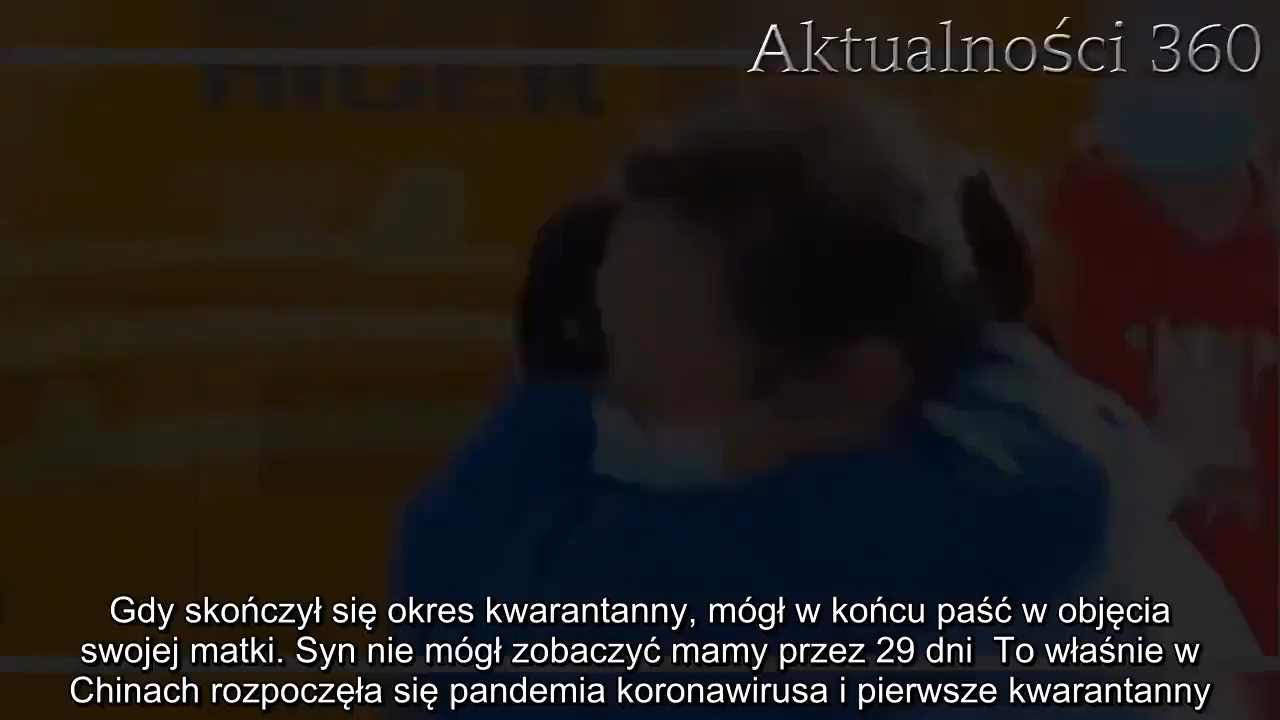 Aktualności 360
HIGER
Gdy skończył się okres kwarantanny, mógł w końcu paść w objęcia
swojej matki. Syn nie mógł zobaczyć mamy przez 29 dni  To właśnie w
Chinach rozpoczęła się pandemia koronawirusa i pierwsze kwarantanny